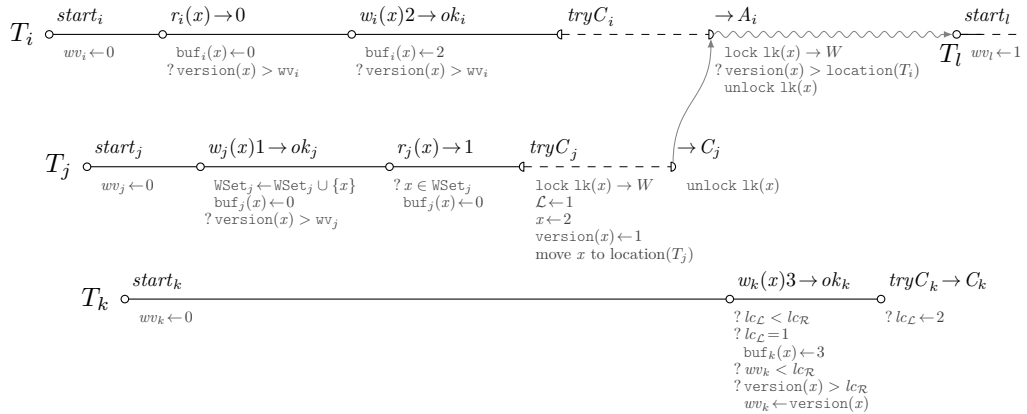 start_i r_i(x)→0 w_i(x)2→ok_i tryC_i →A_i start_l
T_i T_l
wv_i←0 buf_i(x)←0 buf_i(x)←2 lock lk(x)→W wv_l←1
?version(x)>wv_i ?version(x)>wv_i ?version(x)>location(T_i)
unlock lk(x)
start_j w_j(x)1→ok_j r_j(x)→1 tryC_j →C_j
T_j
wv_j←0 WSet_j←WSet_j∪{x} ?x∈WSet_j lock lk(x)→W unlock lk(x)
buf_j(x)←0 buf_j(x)←0 𝓛←1
?version(x)>wv_j x←2
version(x)←1
move x to location(T_j)
start_k w_k(x)3→ok_k tryC_k→C_k
T_k
wv_k←0 ?lc_𝓛<lc_𝓡 ?lc_𝓛←2
?lc_𝓛=1
buf_k(x)←3
?wv_k<lc_𝓡
?version(x)>lc_𝓡
wv_k←version(x)